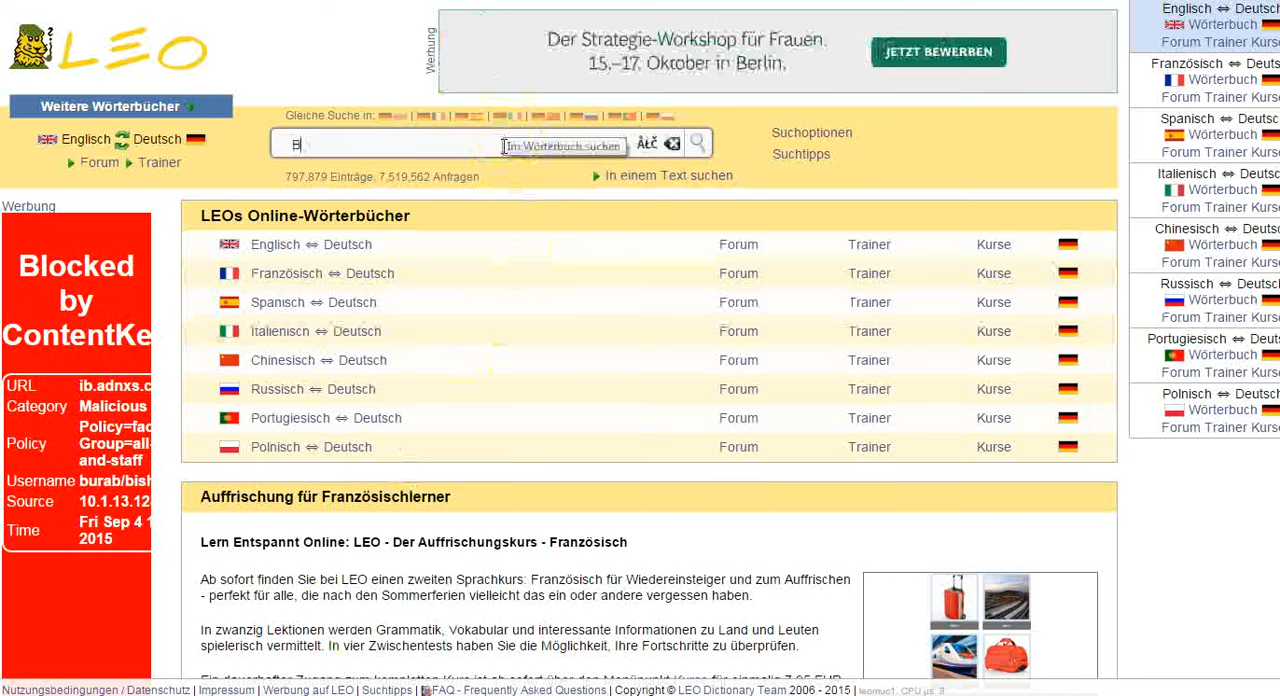 LEO
Werbung
Der Strategie-Workshop für Frauen.
15.–17. Oktober in Berlin.
JETZT BEWERBEN
Weitere Wörterbücher
Englisch Deutsch
Forum Trainer
Gleiche Suche in:
B
Im Wörterbuch suchen
ÅŁČ
797,879 Einträge, 7,519,562 Anfragen
In einem Text suchen
Suchoptionen
Suchtipps
Werbung
Blocked
by
ContentKe
URL ib.adnxs.c
Category Malicious
Policy Policy=fac
Group=all-
and-staff
Username burab/bish
Source 10.1.13.12
Time Fri Sep 4 1
2015
LEOs Online-Wörterbücher
Englisch ⇔ Deutsch Forum Trainer Kurse
Französisch ⇔ Deutsch Forum Trainer Kurse
Spanisch ⇔ Deutsch Forum Trainer Kurse
Italienisch ⇔ Deutsch Forum Trainer Kurse
Chinesisch ⇔ Deutsch Forum Trainer Kurse
Russisch ⇔ Deutsch Forum Trainer Kurse
Portugiesisch ⇔ Deutsch Forum Trainer Kurse
Polnisch ⇔ Deutsch Forum Trainer Kurse
Auffrischung für Französischlerner
Lern Entspannt Online: LEO - Der Auffrischungskurs - Französisch
Ab sofort finden Sie bei LEO einen zweiten Sprachkurs: Französisch für Wiedereinsteiger und zum Auffrischen
- perfekt für alle, die nach den Sommerferien vielleicht das ein oder andere vergessen haben.
In zwanzig Lektionen werden Grammatik, Vokabular und interessante Informationen zu Land und Leuten
spielerisch vermittelt. In vier Zwischentests haben Sie die Möglichkeit, Ihre Fortschritte zu überprüfen.
Englisch ⇔ Deutsc
Wörterbuch
Forum Trainer Kurse
Französisch ⇔ Deuts
Wörterbuch
Forum Trainer Kurse
Spanisch ⇔ Deutsc
Wörterbuch
Forum Trainer Kurse
Italienisch ⇔ Deutsc
Wörterbuch
Forum Trainer Kurse
Chinesisch ⇔ Deutsc
Wörterbuch
Forum Trainer Kurse
Russisch ⇔ Deutsc
Wörterbuch
Forum Trainer Kurse
Portugiesisch ⇔ Deut
Wörterbuch
Forum Trainer Kurse
Polnisch ⇔ Deutsc
Wörterbuch
Forum Trainer Kurse
Nutzungsbedingungen / Datenschutz | Impressum | Werbung auf LEO | Suchtipps | FAQ - Frequently Asked Questions | Copyright © LEO Dictionary Team 2006 - 2015 |